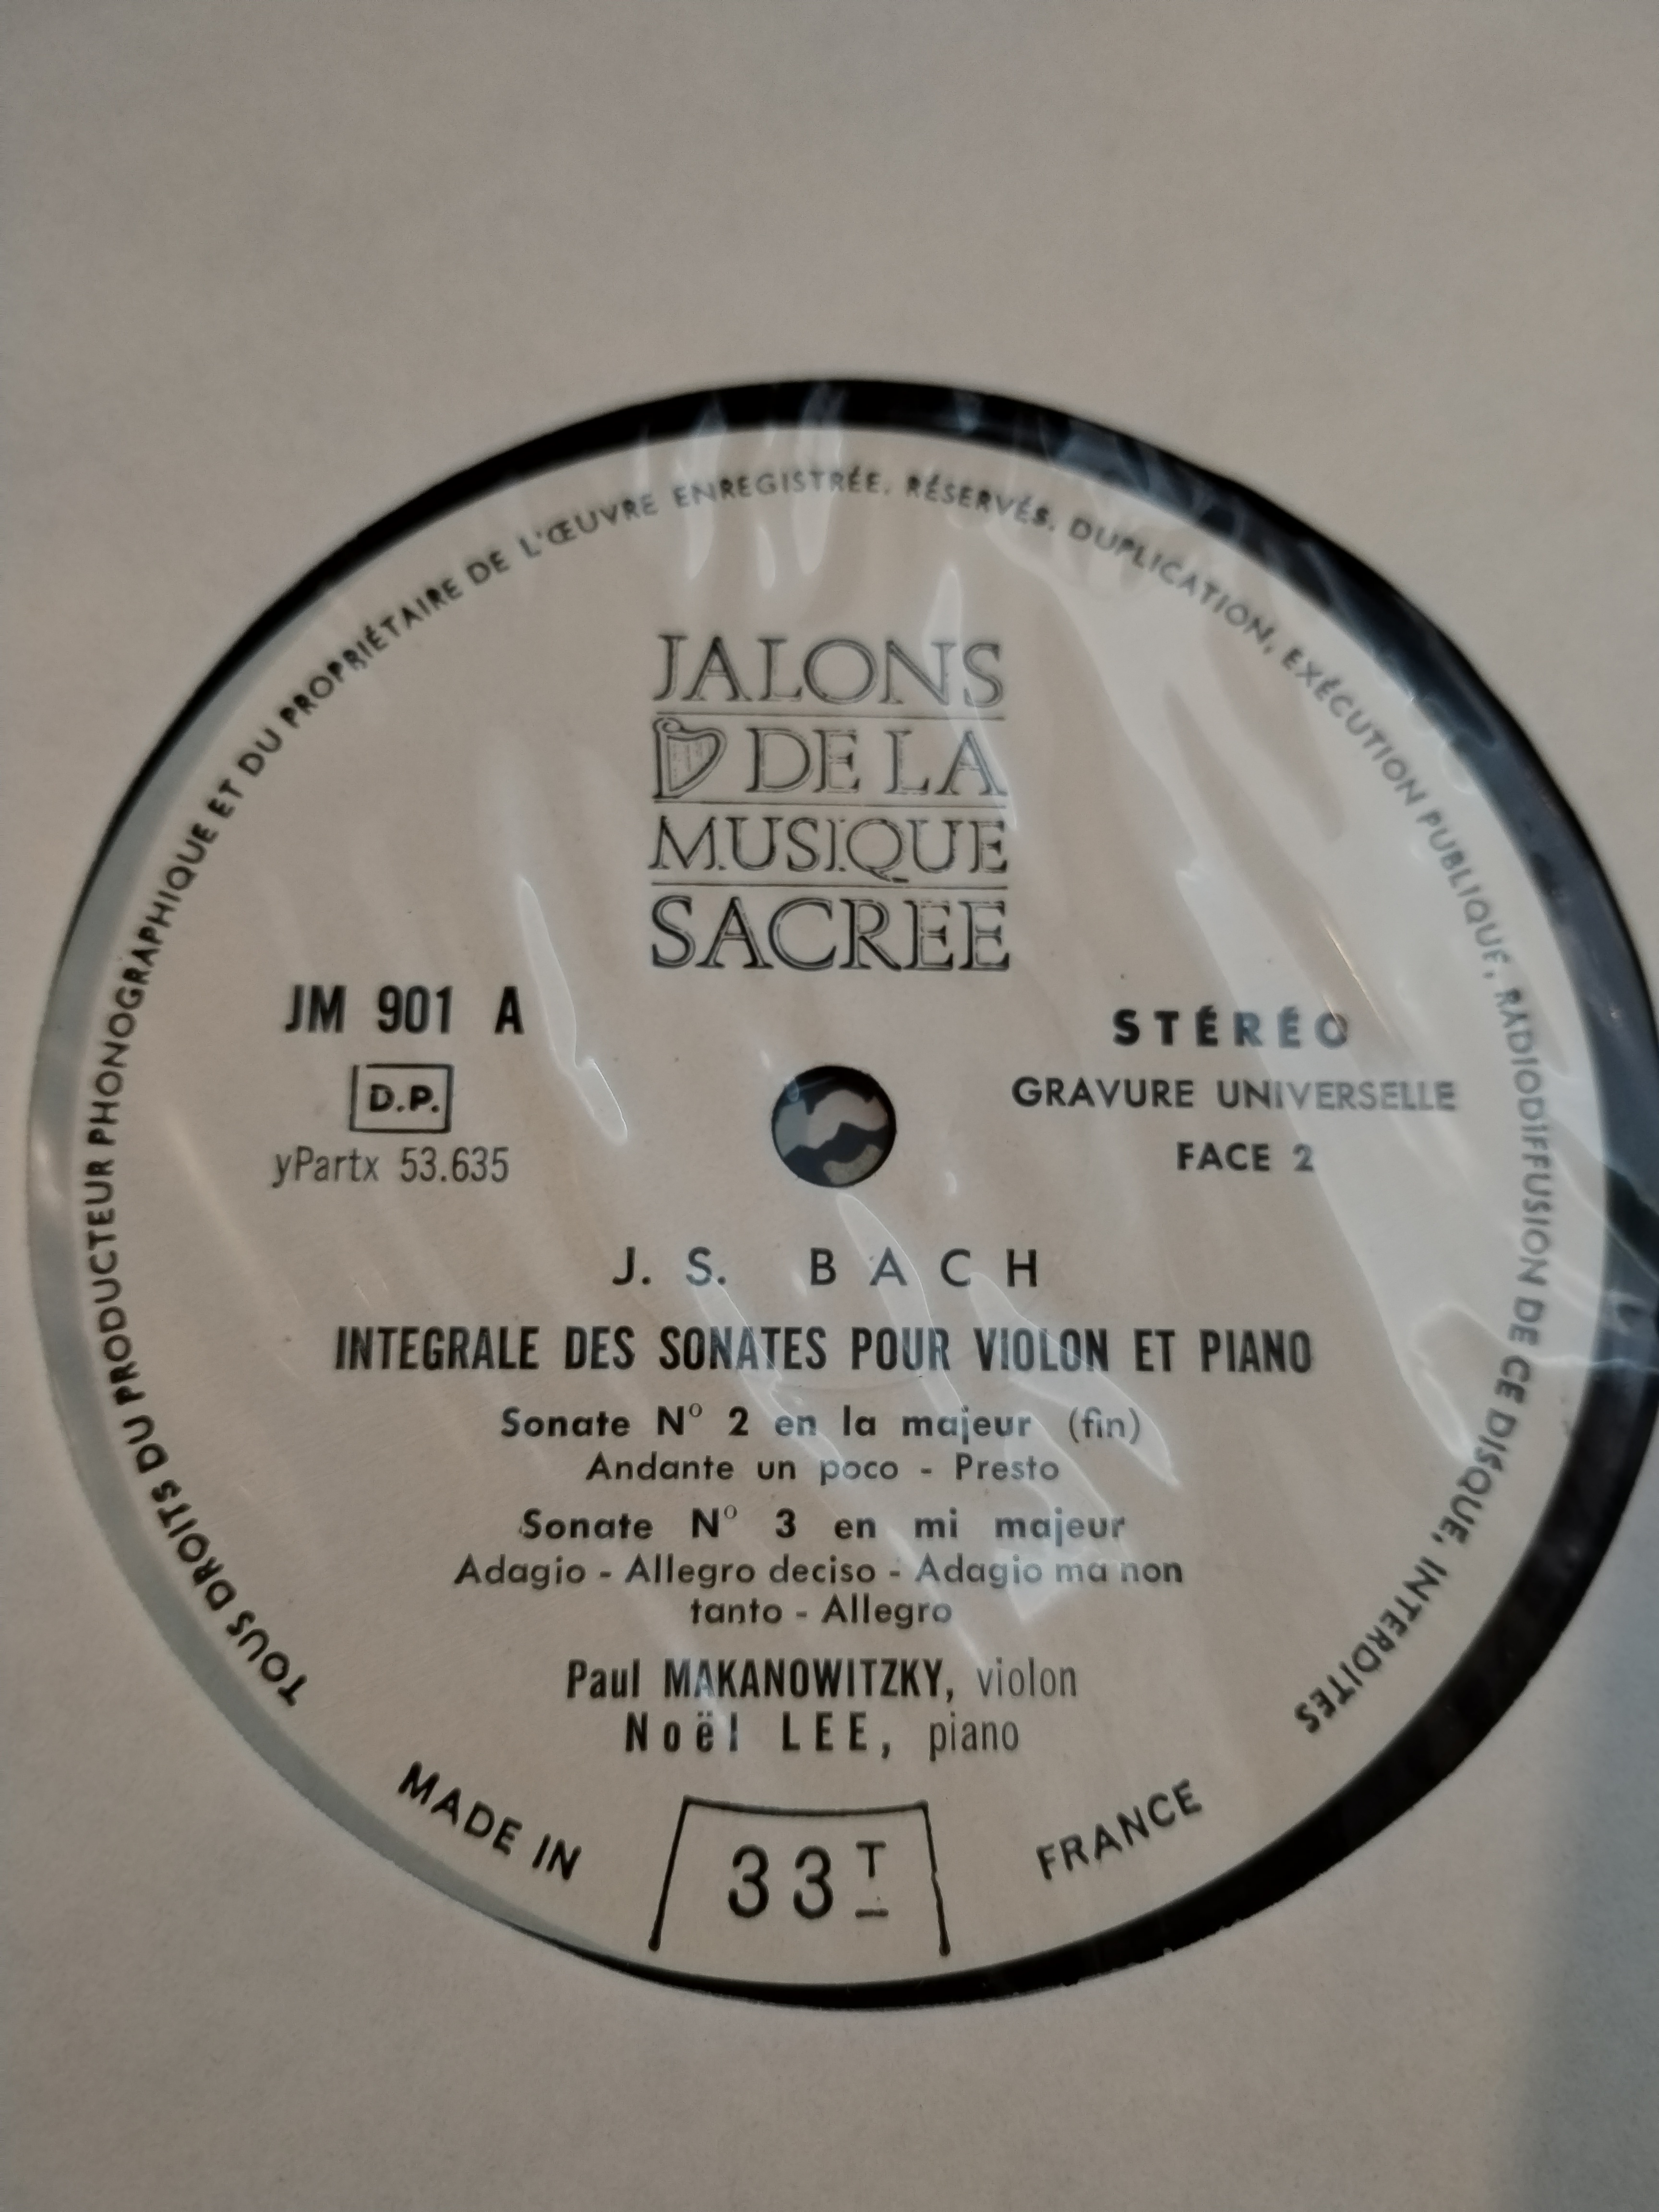 TOUS DROITS DU PRODUCTEUR PHONOGRAPHIQUE ET DU PROPRIÉTAIRE DE L'ŒUVRE ENREGISTRÉE. RÉSERVÉS. DUPLICATION, EXÉCUTION PUBLIQUE, RADIODIFFUSION DE CE DISQUE, INTERDITES
JALONS
DE LA
MUSIQUE
SACREE
JM 901 A
D.P.
yPartx 53.635
STÉRÉO
GRAVURE UNIVERSELLE
FACE 2
J. S. BACH
INTEGRALE DES SONATES POUR VIOLON ET PIANO
Sonate N° 2 en la majeur (fin)
Andante un poco - Presto
Sonate N° 3 en mi majeur
Adagio - Allegro deciso - Adagio ma non
tanto - Allegro
Paul MAKANOWITZKY, violon
Noël LEE, piano
MADE IN FRANCE
33T